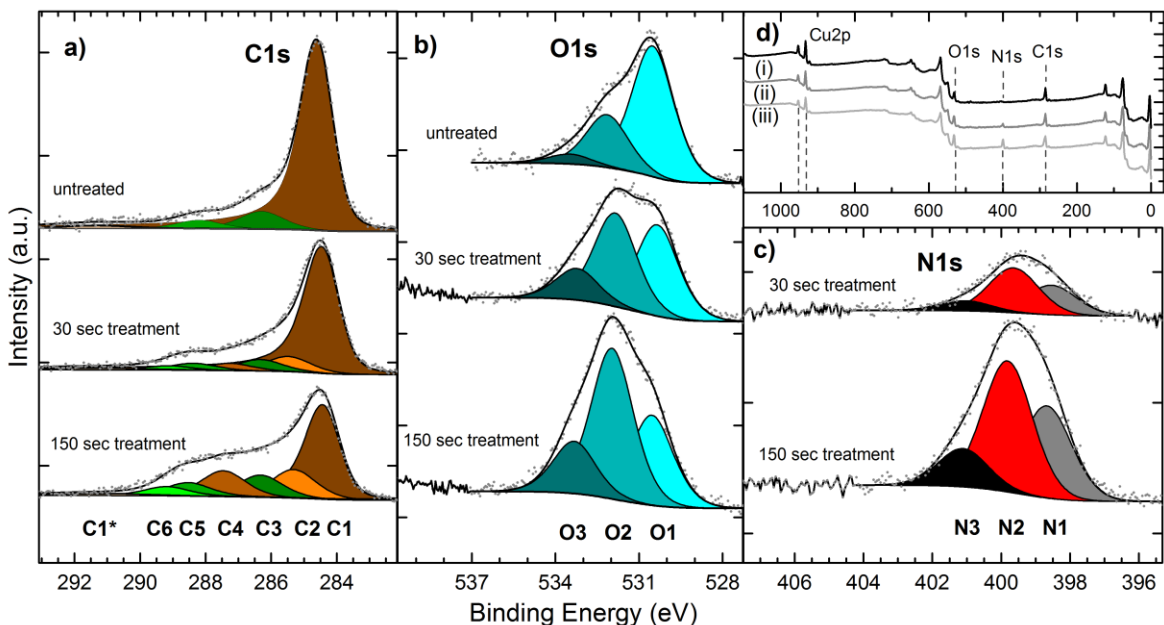 a)
C1s
untreated
30 sec treatment
150 sec treatment
C1* C6 C5 C4 C3 C2 C1
292 290 288 286 284
Intensity (a.u.)
b)
O1s
untreated
30 sec treatment
150 sec treatment
O3 O2 O1
537 534 531 528
Binding Energy (eV)
d)
Cu2p
O1s N1s C1s
(i)
(ii)
(iii)
1000 800 600 400 200 0
c)
N1s
30 sec treatment
150 sec treatment
N3 N2 N1
406 404 402 400 398 396